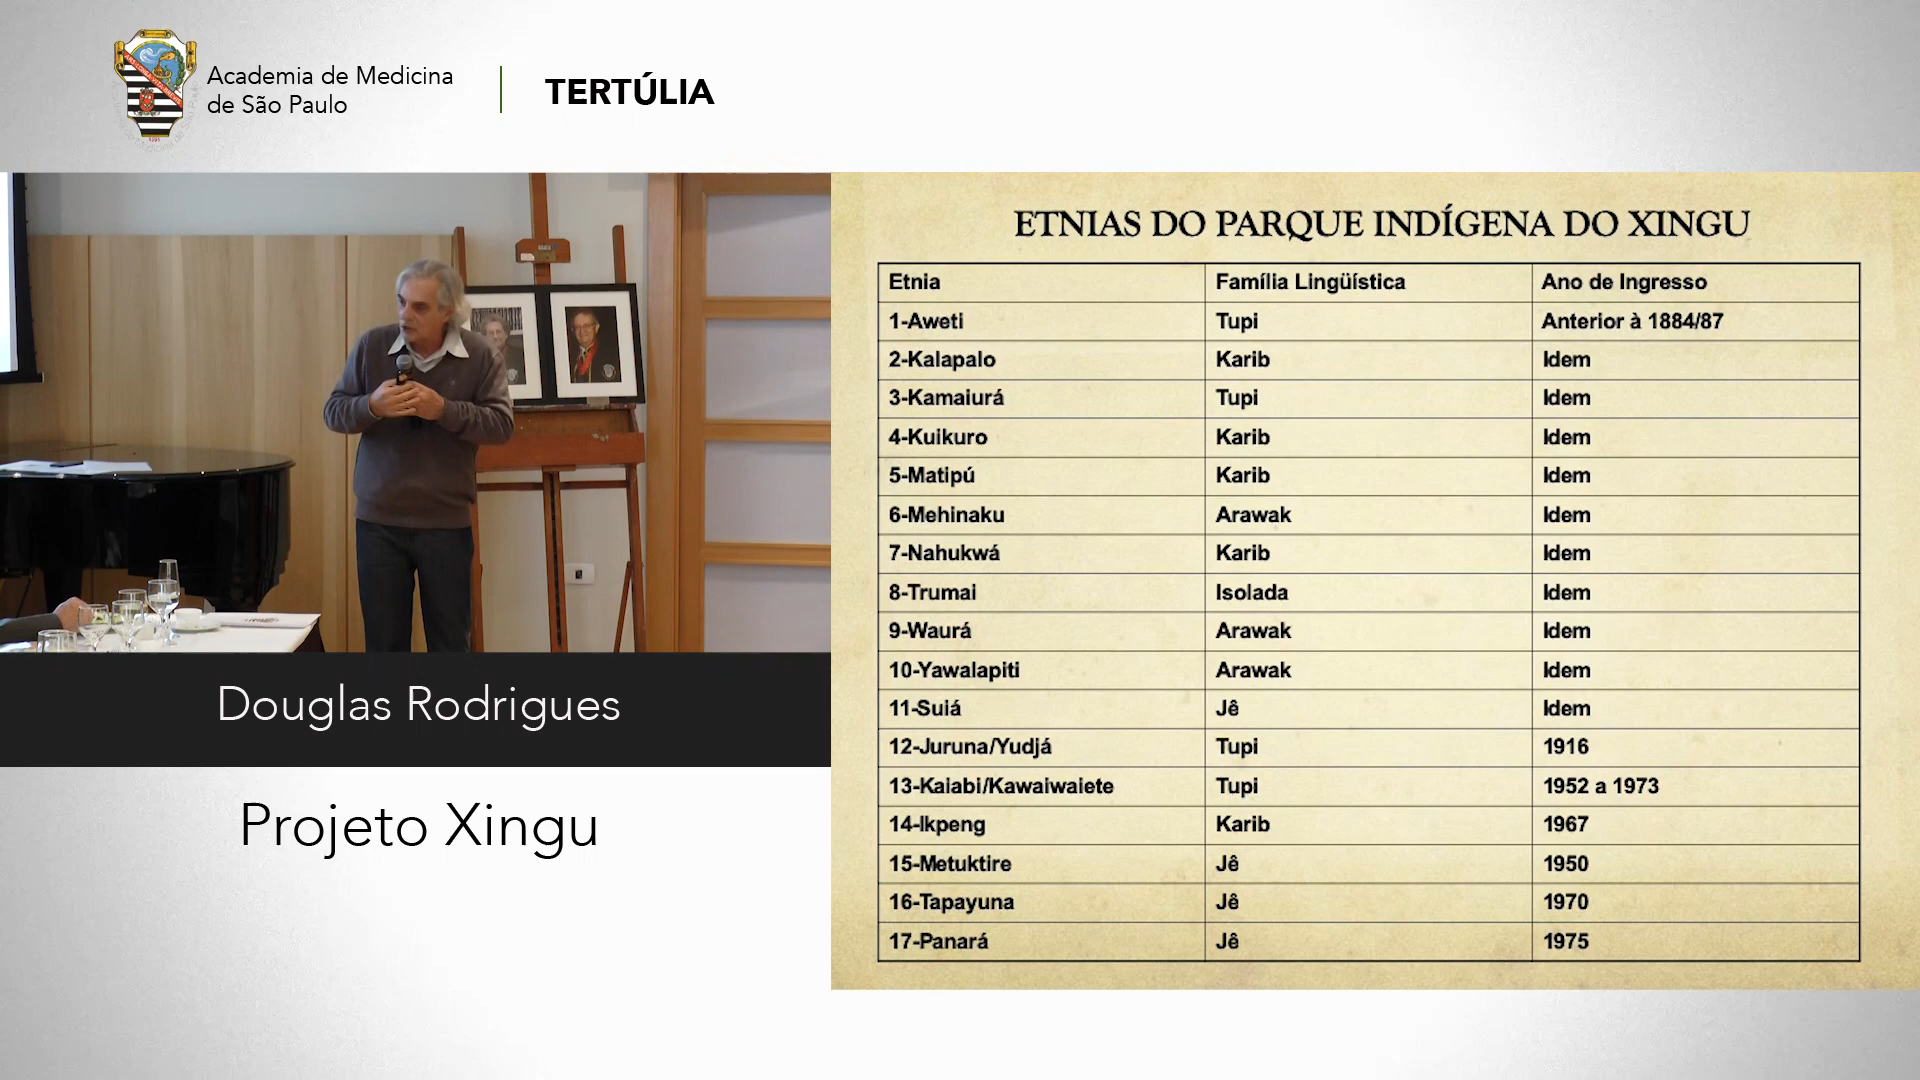 Academia de Medicina
de São Paulo
TERTÚLIA
Douglas Rodrigues
Projeto Xingu
ETNIAS DO PARQUE INDÍGENA DO XINGU
Etnia Família Lingüística Ano de Ingresso
1-Aweti Tupi Anterior à 1884/87
2-Kalapalo Karib Idem
3-Kamaiurá Tupi Idem
4-Kuikuro Karib Idem
5-Matipú Karib Idem
6-Mehinaku Arawak Idem
7-Nahukwá Karib Idem
8-Trumai Isolada Idem
9-Waurá Arawak Idem
10-Yawalapiti Arawak Idem
11-Suiá Jê Idem
12-Juruna/Yudjá Tupi 1916
13-Kaiabi/Kawaiwaiete Tupi 1952 a 1973
14-Ikpeng Karib 1967
15-Metuktire Jê 1950
16-Tapayuna Jê 1970
17-Panará Jê 1975